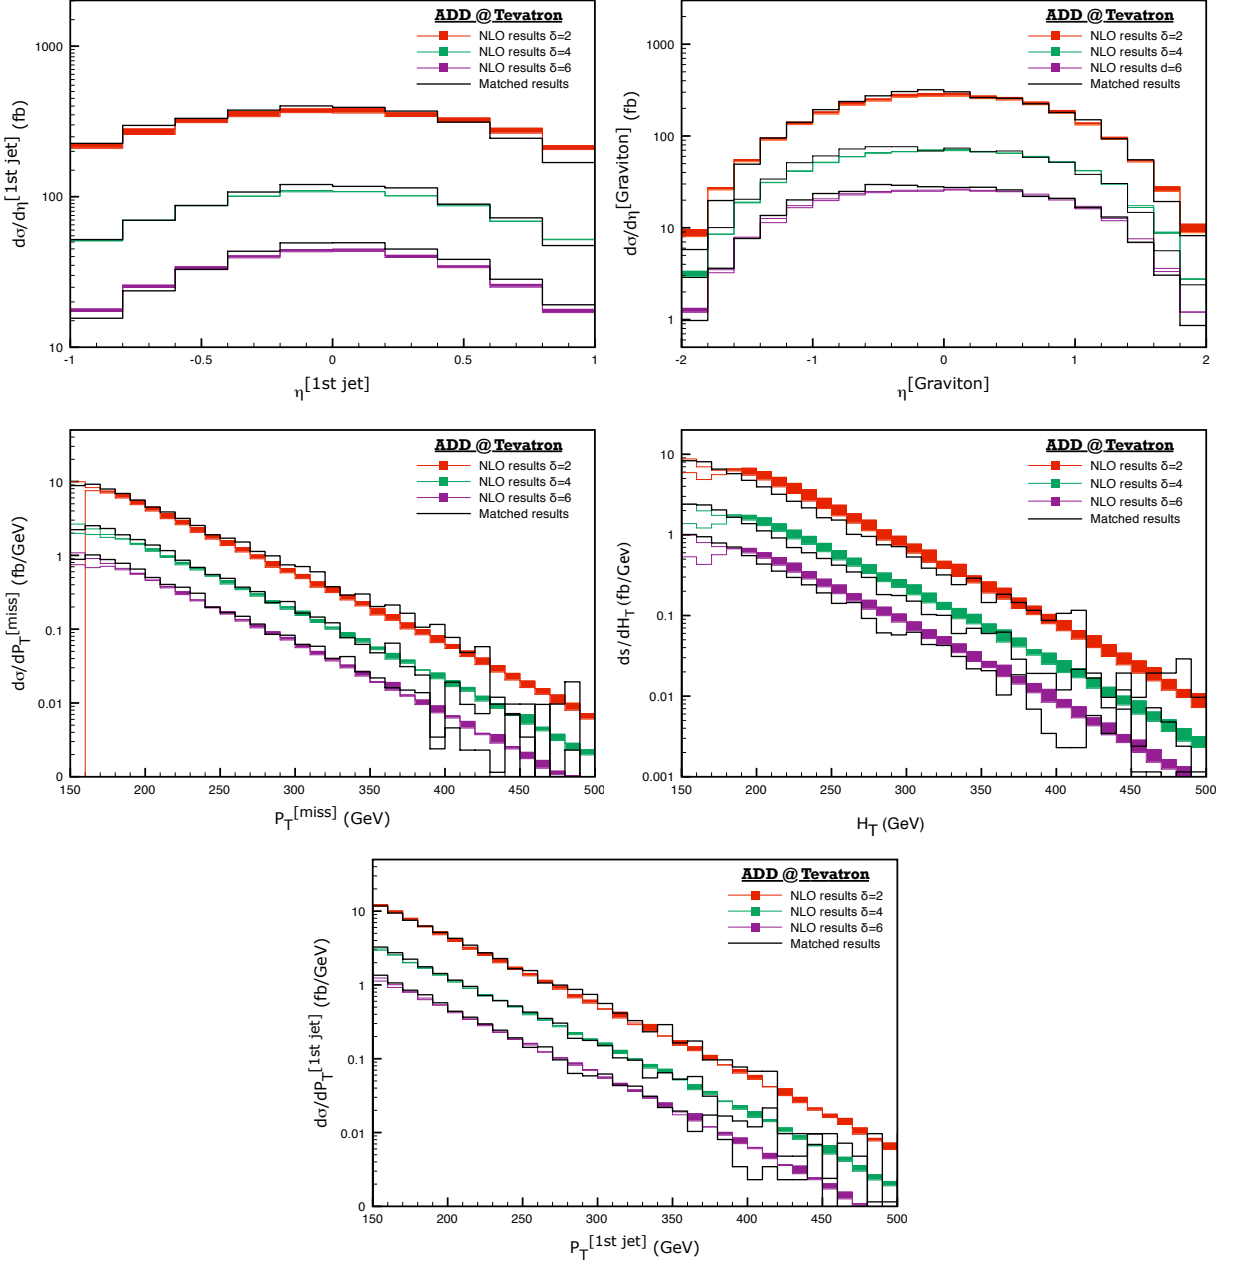 ADD @ Tevatron
NLO results δ=2
NLO results δ=4
NLO results δ=6
Matched results
1000
100
10
-1
-0.5
0
0.5
1
dσ/dη[1st jet] (fb)
η[1st jet]
ADD @ Tevatron
NLO results δ=2
NLO results δ=4
NLO results d=6
Matched results
1000
100
10
1
-2
-1
0
1
2
dσ/dη[Graviton] (fb)
η[Graviton]
ADD @ Tevatron
NLO results δ=2
NLO results δ=4
NLO results δ=6
Matched results
10
1
0.1
0.01
0
150
200
250
300
350
400
450
500
dσ/dPT[miss] (fb/GeV)
PT[miss] (GeV)
ADD @ Tevatron
NLO results δ=2
NLO results δ=4
NLO results δ=6
Matched results
10
1
0.1
0.01
0.001
150
200
250
300
350
400
450
500
ds/dHT (fb/Gev)
HT (GeV)
ADD @ Tevatron
NLO results δ=2
NLO results δ=4
NLO results δ=6
Matched results
10
1
0.1
0.01
0
150
200
250
300
350
400
450
500
dσ/dPT[1st jet] (fb/GeV)
PT[1st jet] (GeV)